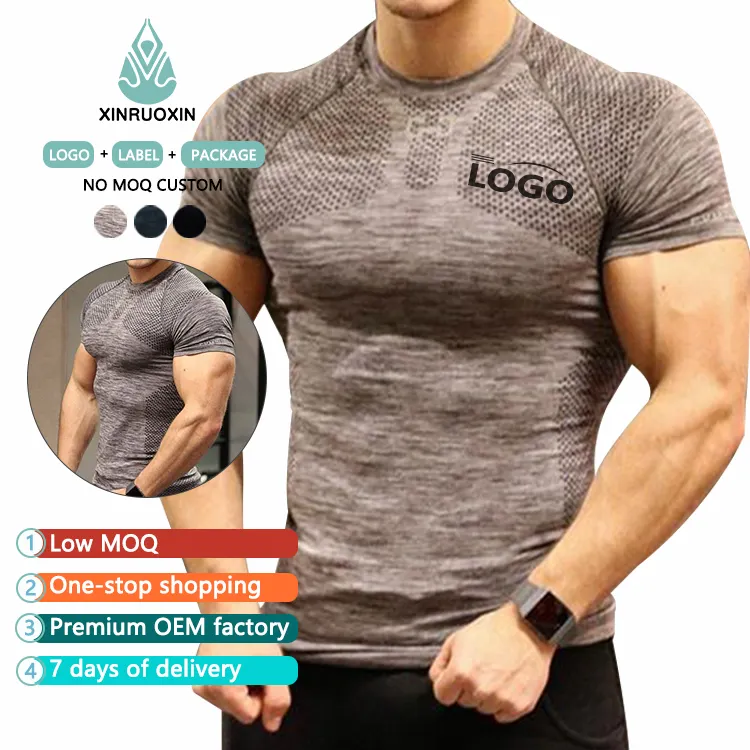 XINRUOXIN
LOGO + LABEL + PACKAGE
NO MOQ CUSTOM
LOGO
1 Low MOQ
2 One-stop shopping
3 Premium OEM factory
4 7 days of delivery